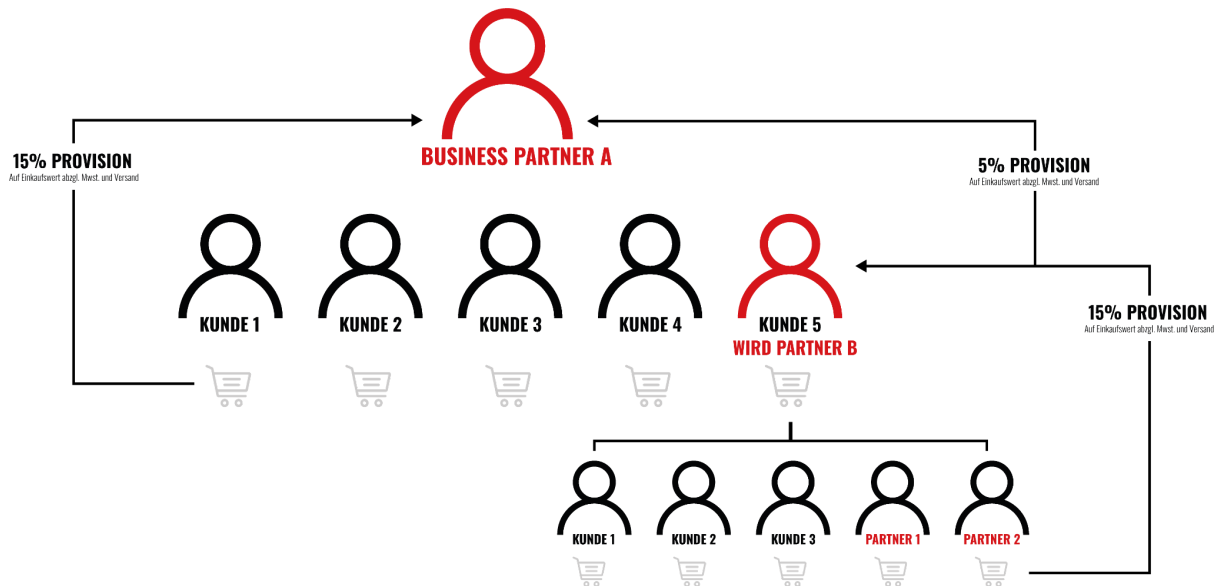 BUSINESS PARTNER A
15% PROVISION
Auf Einkaufswert abzgl. Mwst. und Versand
5% PROVISION
Auf Einkaufswert abzgl. Mwst. und Versand
KUNDE 1
KUNDE 2
KUNDE 3
KUNDE 4
KUNDE 5
WIRD PARTNER B
15% PROVISION
Auf Einkaufswert abzgl. Mwst. und Versand
KUNDE 1
KUNDE 2
KUNDE 3
PARTNER 1
PARTNER 2